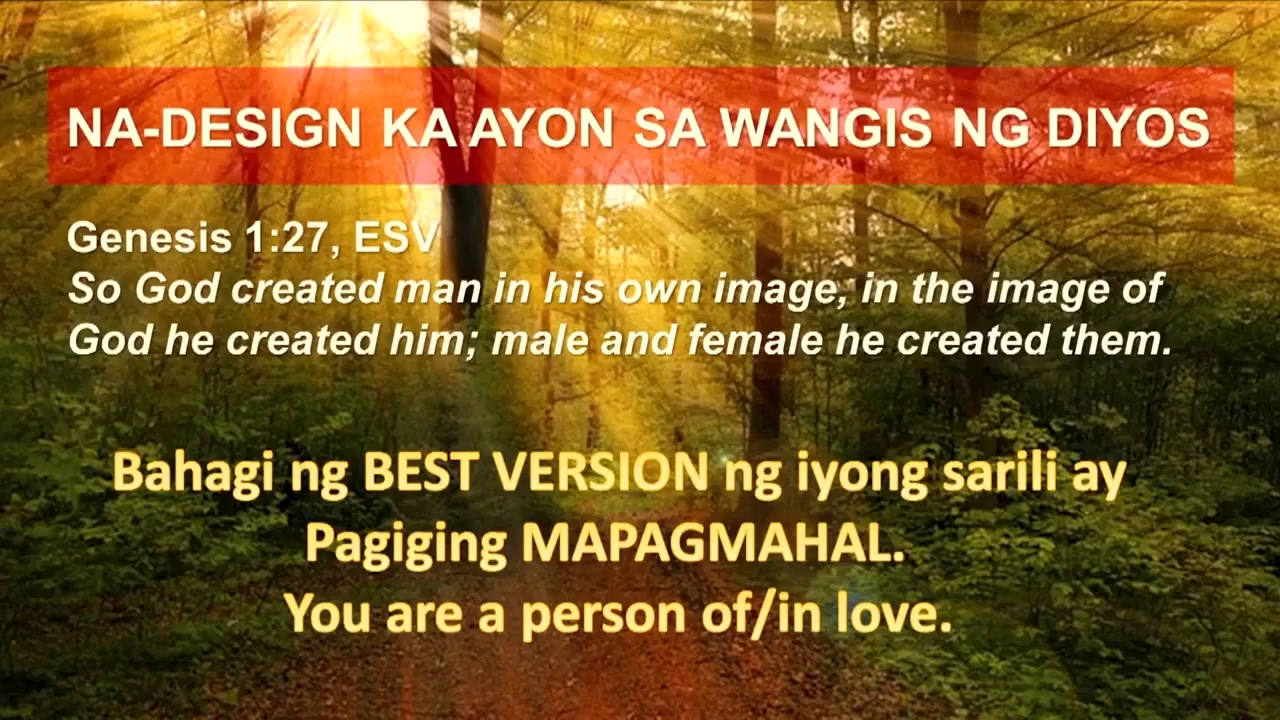 NA-DESIGN KA AYON SA WANGIS NG DIYOS
Genesis 1:27, ESV
So God created man in his own image, in the image of
God he created him; male and female he created them.
Bahagi ng BEST VERSION ng iyong sarili ay
Pagiging MAPAGMAHAL.
You are a person of/in love.